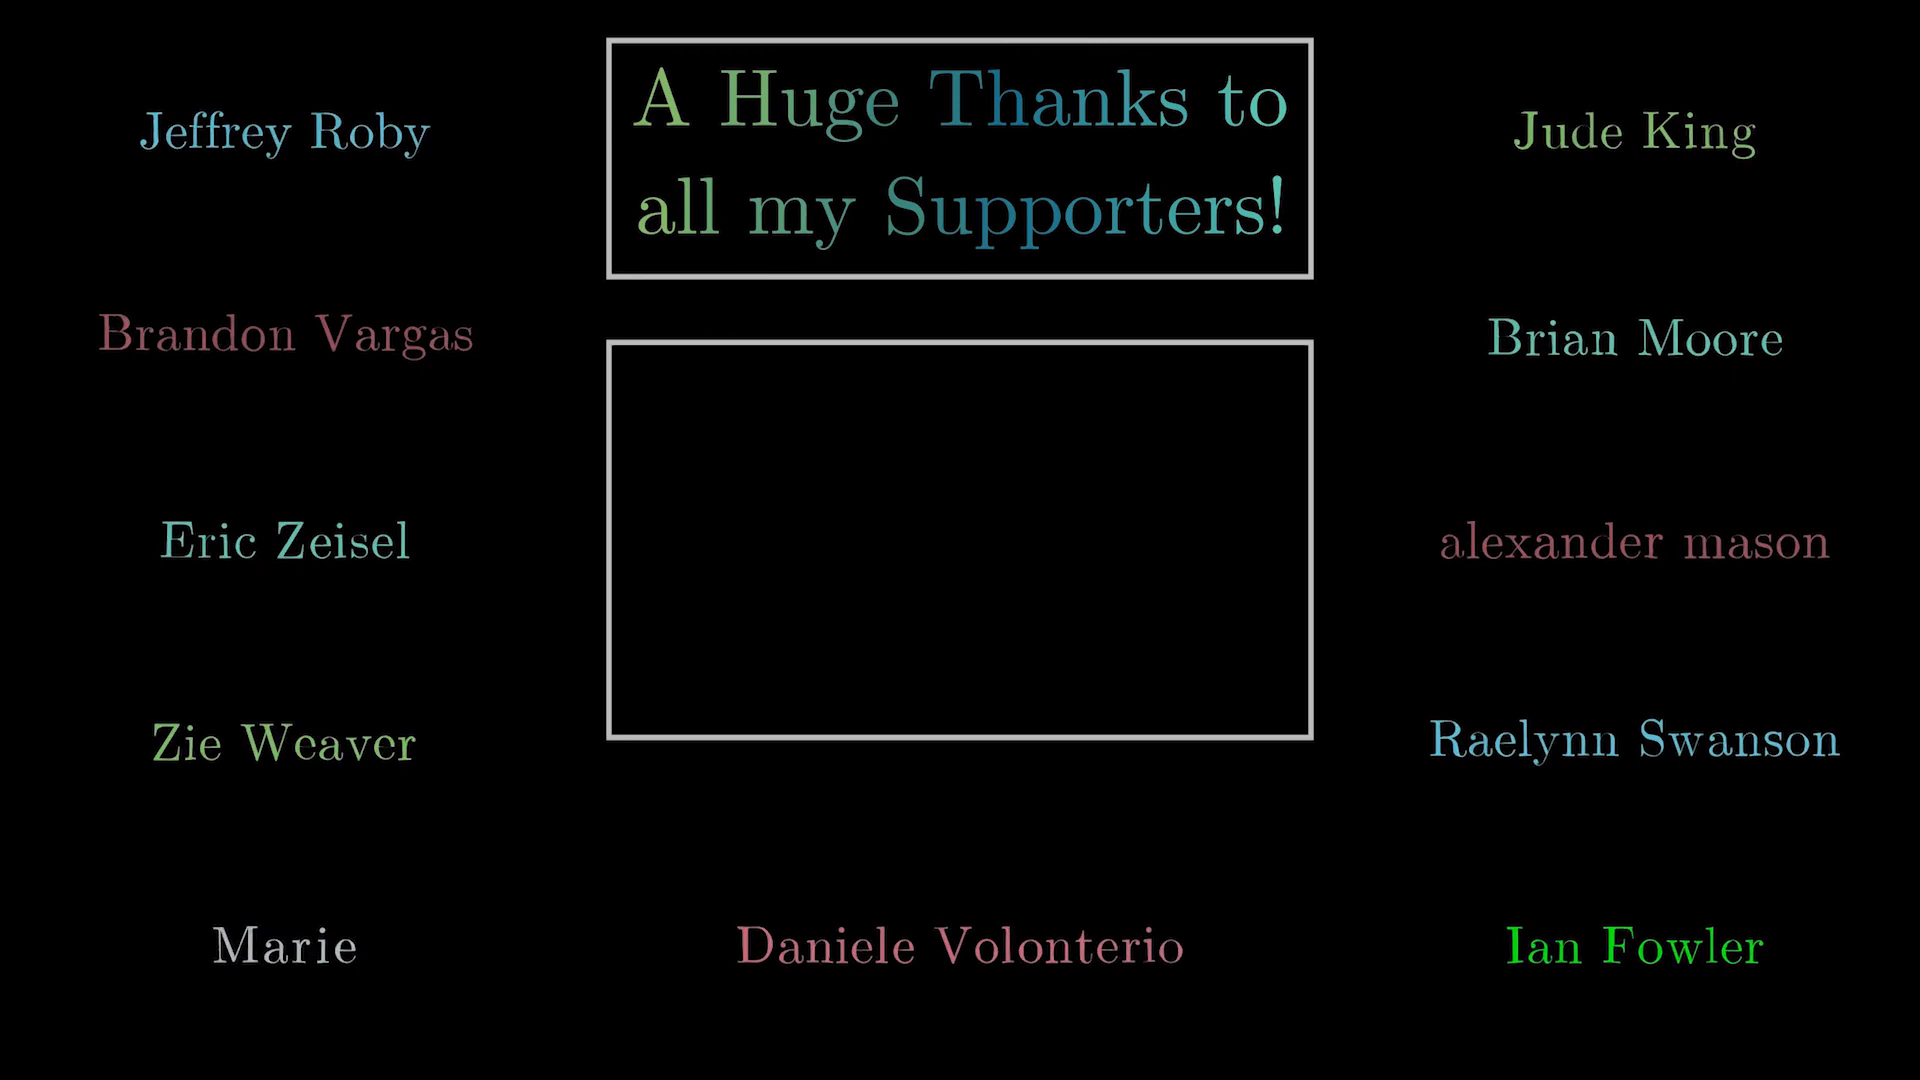 A Huge Thanks to
all my Supporters!
Jeffrey Roby
Jude King
Brandon Vargas
Brian Moore
Eric Zeisel
alexander mason
Zie Weaver
Raelynn Swanson
Marie
Daniele Volonterio
Ian Fowler